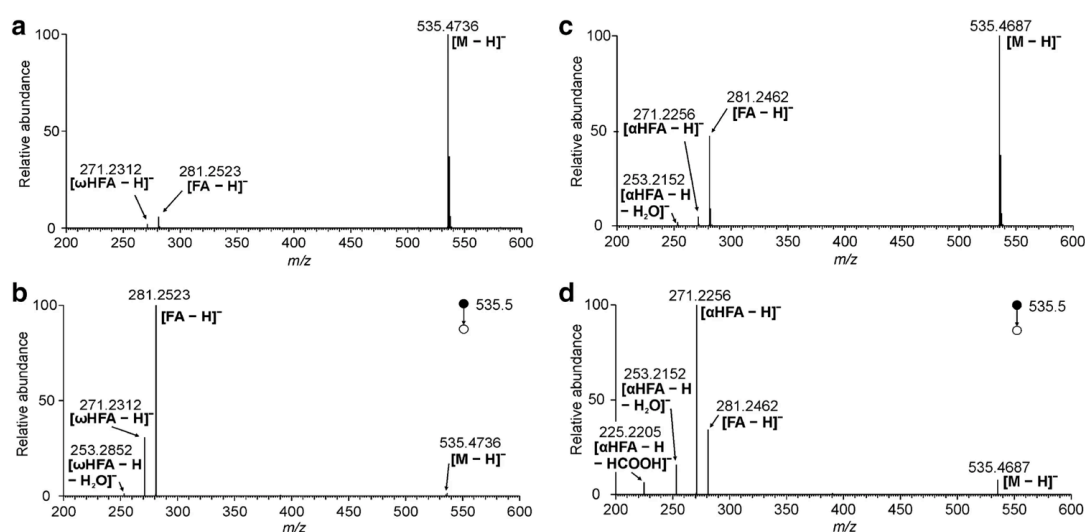 a
535.4736
[M − H]⁻
100
50
0
Relative abundance
271.2312
[ωHFA − H]⁻
281.2523
[FA − H]⁻
200 250 300 350 400 450 500 550 600
m/z
c
535.4687
[M − H]⁻
100
50
0
Relative abundance
281.2462
[FA − H]⁻
271.2256
[αHFA − H]⁻
253.2152
[αHFA − H
− H₂O]⁻
200 250 300 350 400 450 500 550 600
m/z
b
281.2523
[FA − H]⁻
535.5
100
50
0
Relative abundance
271.2312
[ωHFA − H]⁻
253.2852
[ωHFA − H
− H₂O]⁻
535.4736
[M − H]⁻
200 250 300 350 400 450 500 550 600
m/z
d
271.2256
[αHFA − H]⁻
535.5
100
50
0
Relative abundance
253.2152
[αHFA − H
− H₂O]⁻
281.2462
[FA − H]⁻
225.2205
[αHFA − H
− HCOOH]⁻
535.4687
[M − H]⁻
200 250 300 350 400 450 500 550 600
m/z